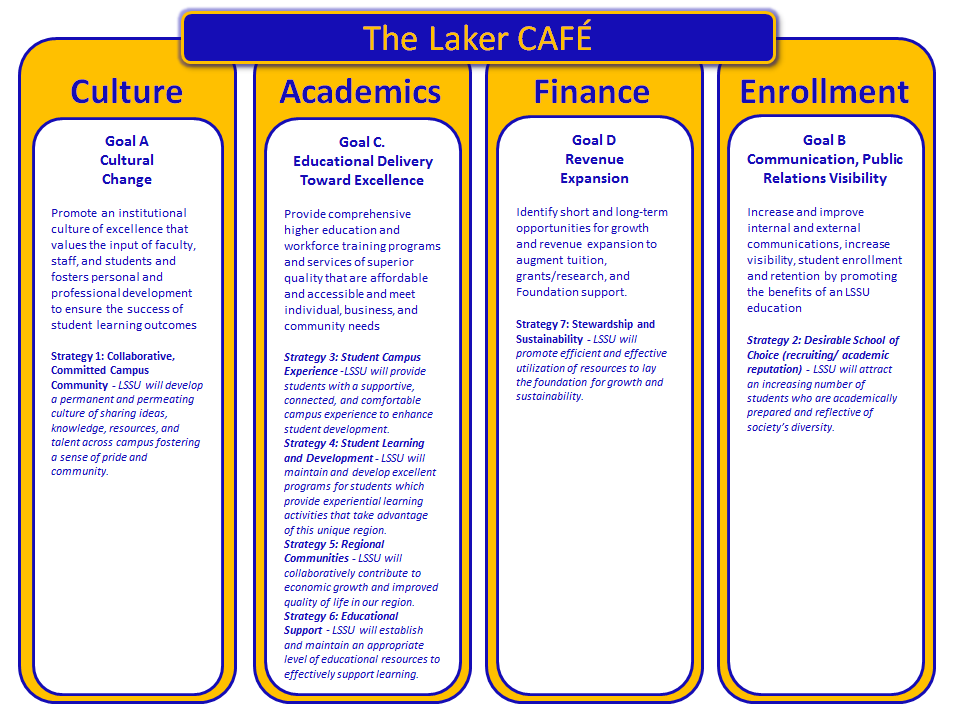 The Laker CAFÉ
Culture
Goal A
Cultural
Change
Promote an institutional
culture of excellence that
values the input of faculty,
staff, and students and
fosters personal and
professional development
to ensure the success of
student learning outcomes
Strategy 1: Collaborative,
Committed Campus
Community - LSSU will develop
a permanent and permeating
culture of sharing ideas,
knowledge, resources, and
talent across campus fostering
a sense of pride and
community.
Academics
Goal C.
Educational Delivery
Toward Excellence
Provide comprehensive
higher education and
workforce training programs
and services of superior
quality that are affordable
and accessible and meet
individual, business, and
community needs
Strategy 3: Student Campus
Experience -LSSU will provide
students with a supportive,
connected, and comfortable
campus experience to enhance
student development.
Strategy 4: Student Learning
and Development - LSSU will
maintain and develop excellent
programs for students which
provide experiential learning
activities that take advantage
of this unique region.
Strategy 5: Regional
Communities - LSSU will
collaboratively contribute to
economic growth and improved
quality of life in our region.
Strategy 6: Educational
Support - LSSU will establish
and maintain an appropriate
level of educational resources to
effectively support learning.
Finance
Goal D
Revenue
Expansion
Identify short and long-term
opportunities for growth
and revenue expansion to
augment tuition,
grants/research, and
Foundation support.
Strategy 7: Stewardship and
Sustainability - LSSU will
promote efficient and effective
utilization of resources to lay
the foundation for growth and
sustainability.
Enrollment
Goal B
Communication, Public
Relations Visibility
Increase and improve
internal and external
communications, increase
visibility, student enrollment
and retention by promoting
the benefits of an LSSU
education
Strategy 2: Desirable School of
Choice (recruiting/ academic
reputation) - LSSU will attract
an increasing number of
students who are academically
prepared and reflective of
society's diversity.